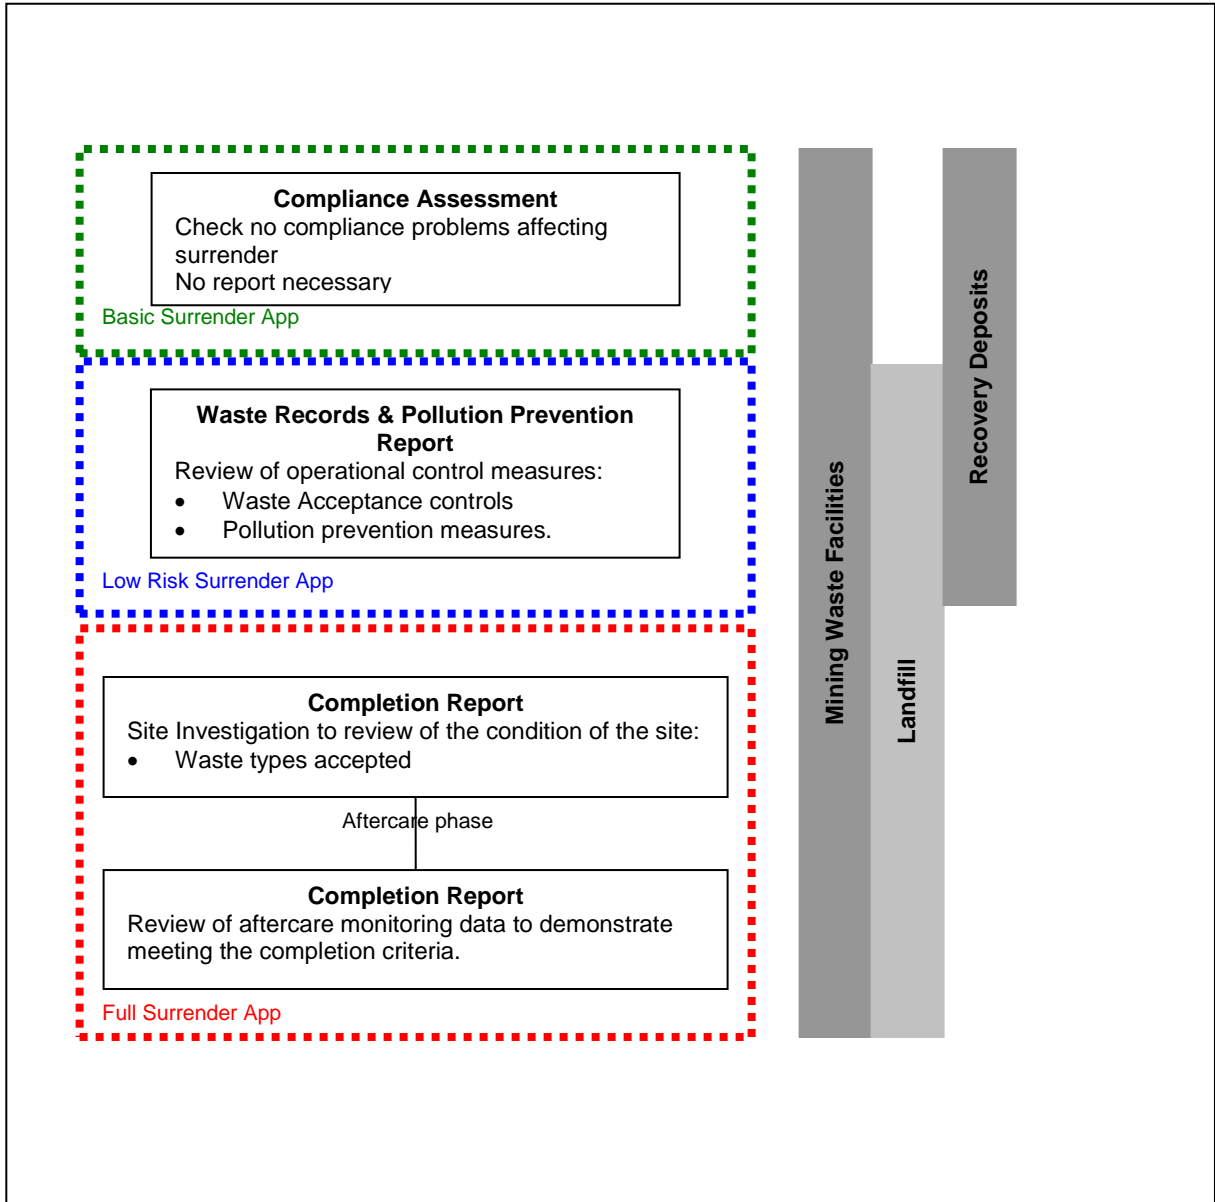 Compliance Assessment
Check no compliance problems affecting
surrender
No report necessary
Basic Surrender App
Waste Records & Pollution Prevention
Report
Review of operational control measures:
• Waste Acceptance controls
• Pollution prevention measures.
Low Risk Surrender App
Completion Report
Site Investigation to review of the condition of the site:
• Waste types accepted
Aftercare phase
Completion Report
Review of aftercare monitoring data to demonstrate
meeting the completion criteria.
Full Surrender App
Mining Waste Facilities
Landfill
Recovery Deposits